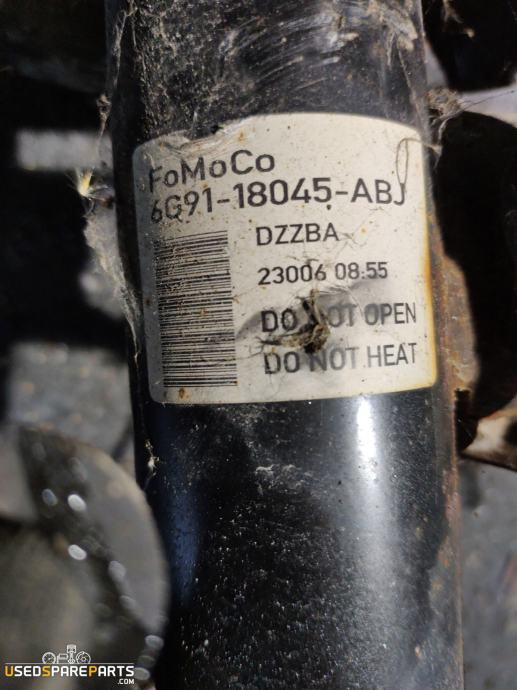 FoMoCo
6G91-18045-ABJ
DZZBA
23006 08:55
DO NOT OPEN
DO NOT HEAT
USEDSPAREPARTS
.COM